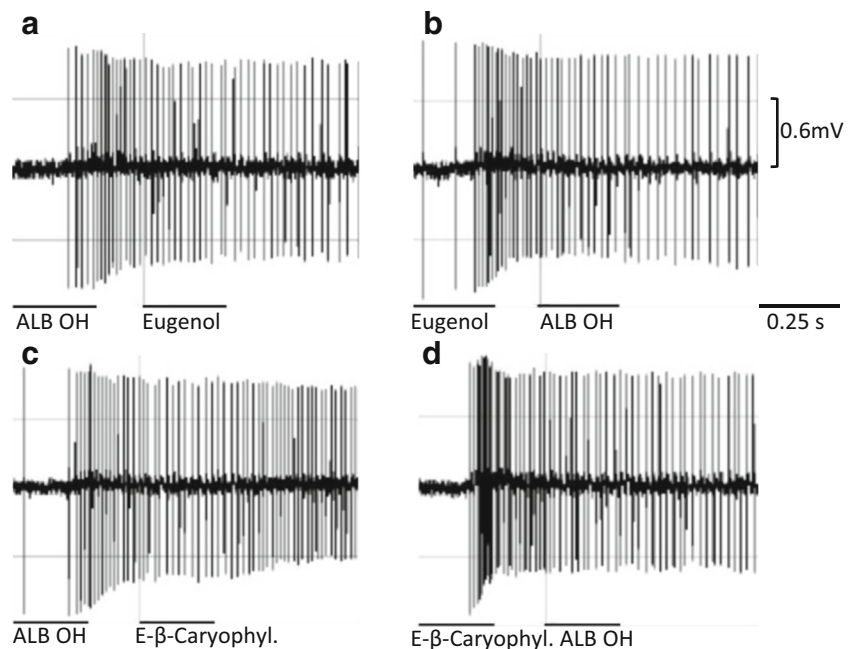 a
b
0.6mV
ALB OH Eugenol
Eugenol ALB OH
0.25 s
c
d
ALB OH E-β-Caryophyl.
E-β-Caryophyl. ALB OH